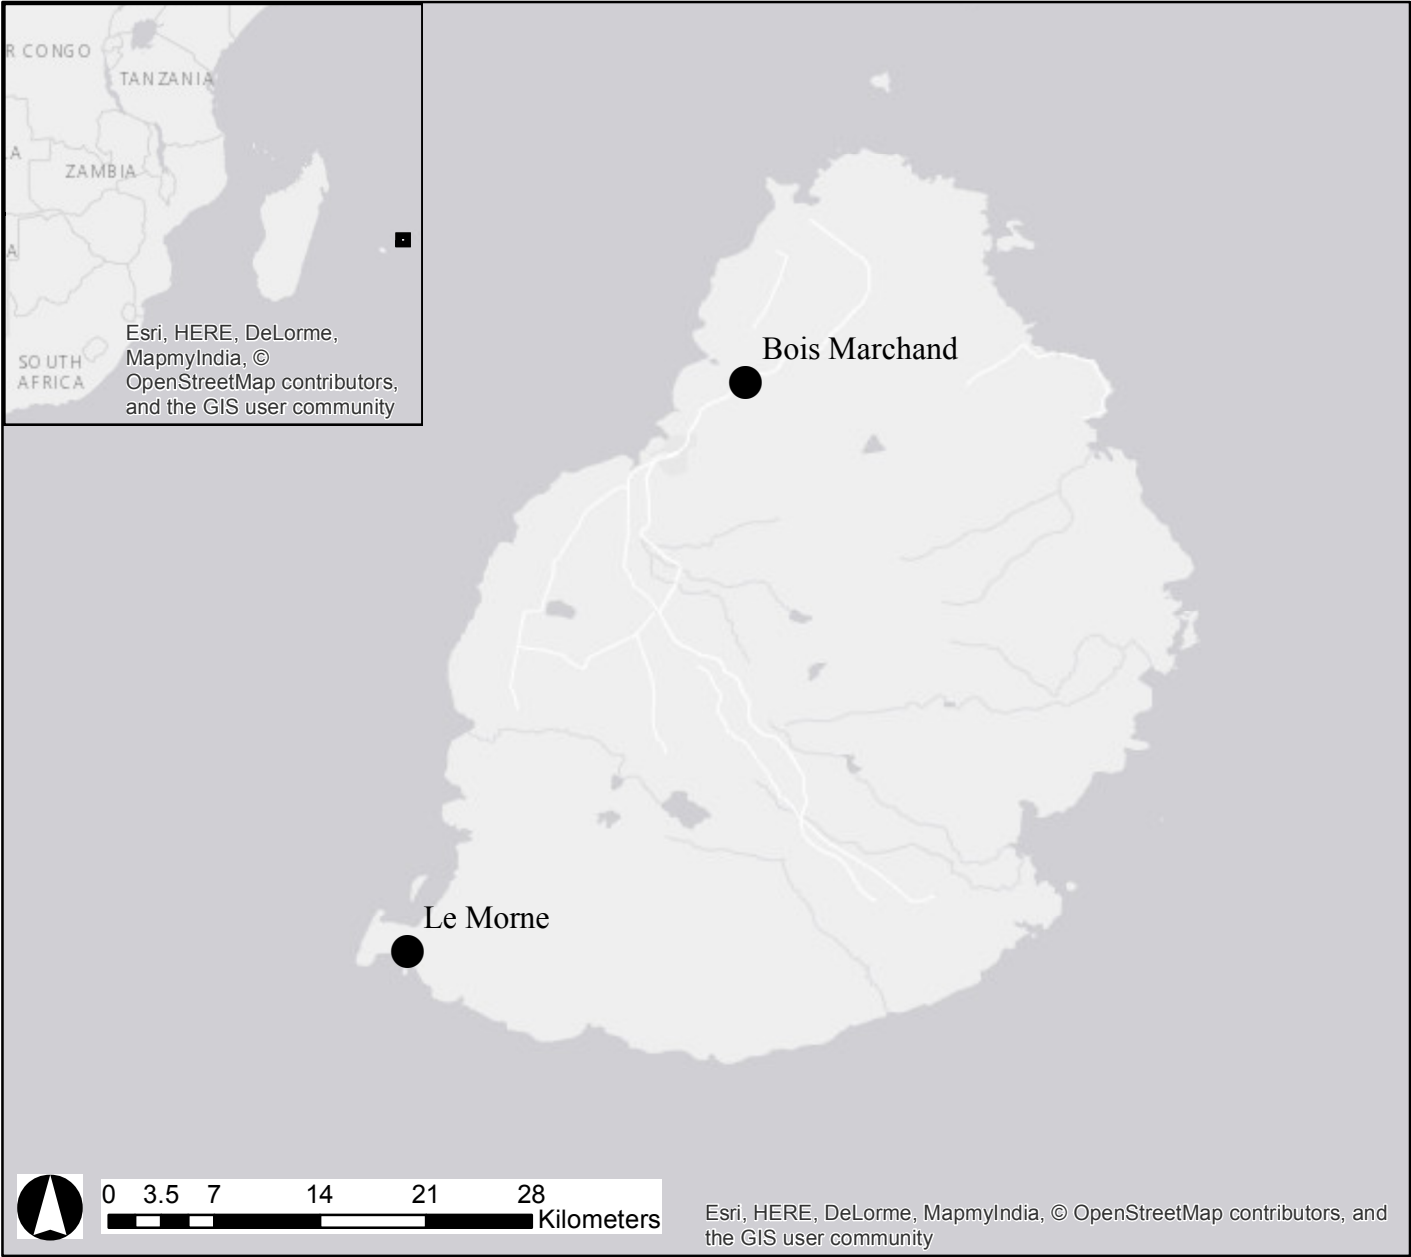 R CONGO
TANZANIA
A
ZAMBIA
A
SOUTH
AFRICA
Esri, HERE, DeLorme,
MapmyIndia, ©
OpenStreetMap contributors,
and the GIS user community
Bois Marchand
Le Morne
0 3.5 7 14 21 28
Kilometers
Esri, HERE, DeLorme, MapmyIndia, © OpenStreetMap contributors, and
the GIS user community